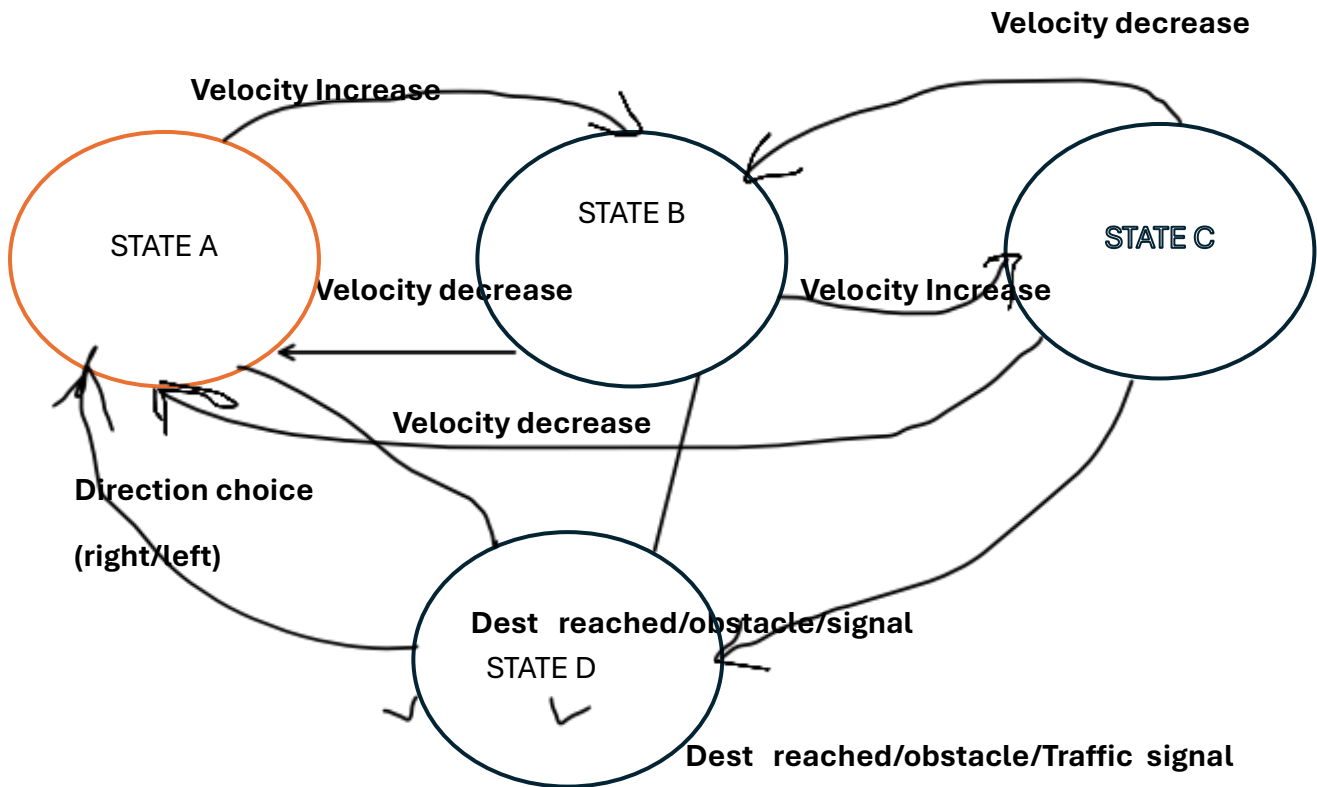 Velocity decrease
Velocity Increase
STATE A
STATE B
STATE C
Velocity decrease
Velocity Increase
Velocity decrease
Direction choice
(right/left)
Dest reached/obstacle/signal
STATE D
Dest reached/obstacle/Traffic signal